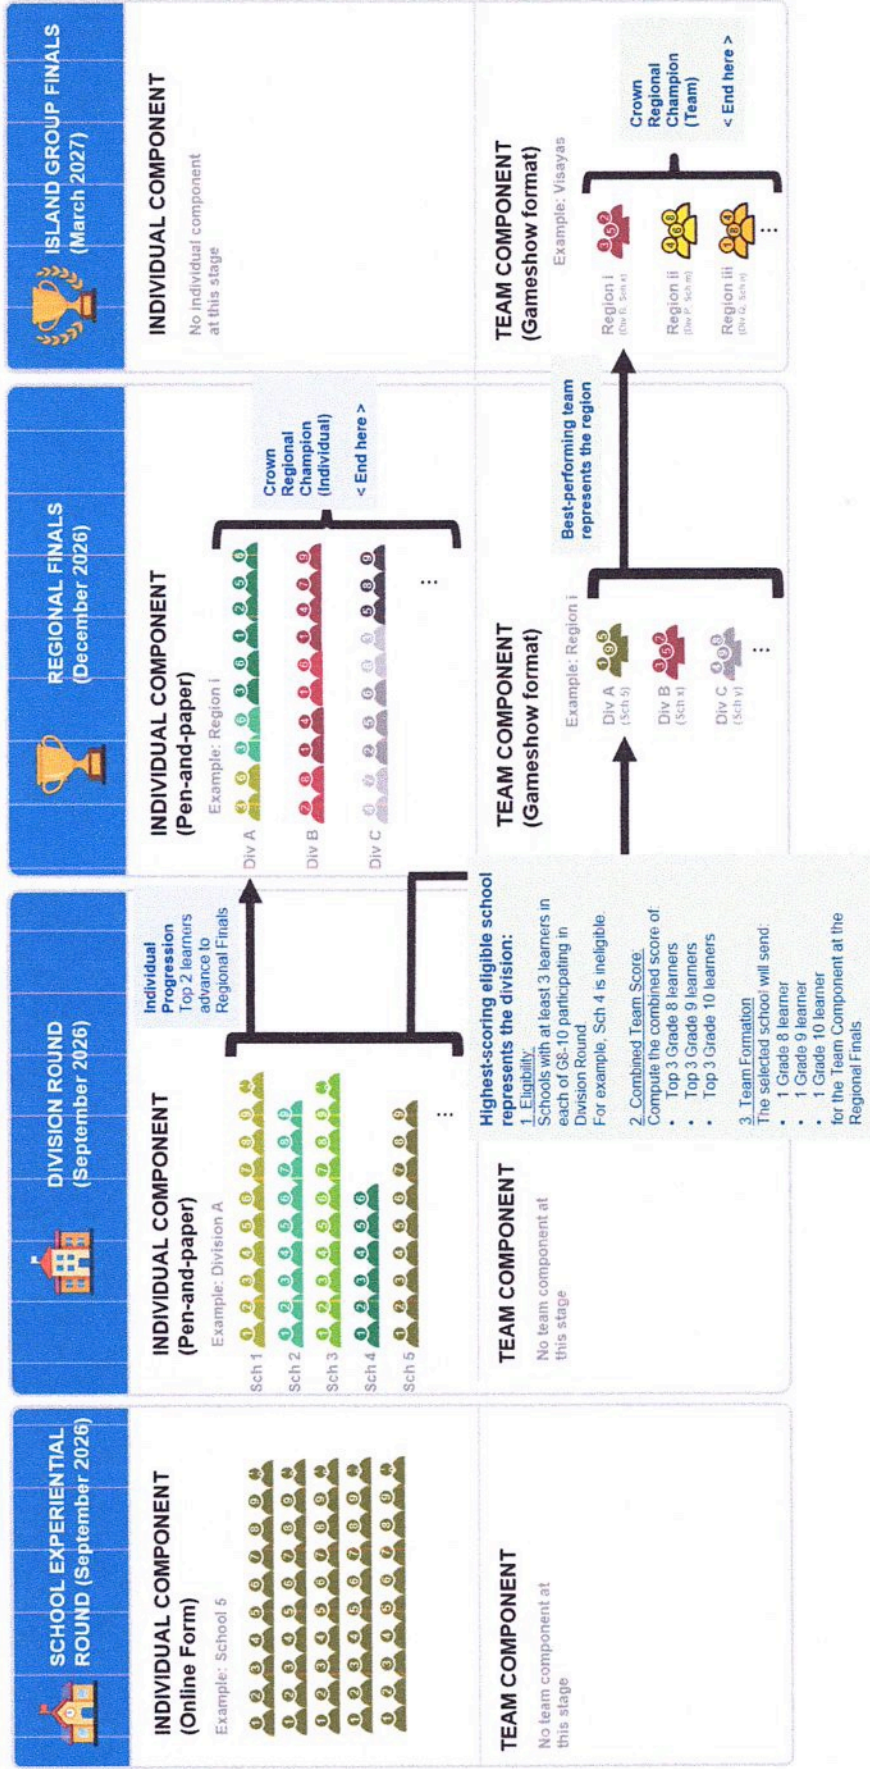 SCHOOL EXPERIENTIAL
ROUND (September 2026)
INDIVIDUAL COMPONENT
(Online Form)
Example: School 5
TEAM COMPONENT
No team component at
this stage
DIVISION ROUND
(September 2026)
INDIVIDUAL COMPONENT
(Pen-and-paper)
Example: Division A
Sch 1
Sch 2
Sch 3
Sch 4
Sch 5
...
Individual
Progression
Top 2 learners
advance to
Regional Finals
TEAM COMPONENT
No team component at
this stage
Highest-scoring eligible school
represents the division:
1. Eligibility:
Schools with at least 3 learners in
each of G8-10 participating in
Division Round.
For example, Sch 4 is ineligible.
2. Combined Team Score:
Compute the combined score of:
• Top 3 Grade 8 learners
• Top 3 Grade 9 learners
• Top 3 Grade 10 learners
3. Team Formation
The selected school will send:
• 1 Grade 8 learner
• 1 Grade 9 learner
• 1 Grade 10 learner
for the Team Component at the
Regional Finals
REGIONAL FINALS
(December 2026)
INDIVIDUAL COMPONENT
(Pen-and-paper)
Example: Region i
Div A
Div B
Div C
...
Crown
Regional
Champion
(Individual)
< End here >
TEAM COMPONENT
(Gameshow format)
Example: Region i
Div A
(Sch 5)
Div B
(Sch x)
Div C
(Sch y)
...
Best-performing team
represents the region
ISLAND GROUP FINALS
(March 2027)
INDIVIDUAL COMPONENT
No individual component
at this stage
TEAM COMPONENT
(Gameshow format)
Example: Visayas
Region i
(Div B, Sch x)
Region ii
(Div P, Sch m)
Region iii
(Div Q, Sch n)
...
Crown
Regional
Champion
(Team)
< End here >